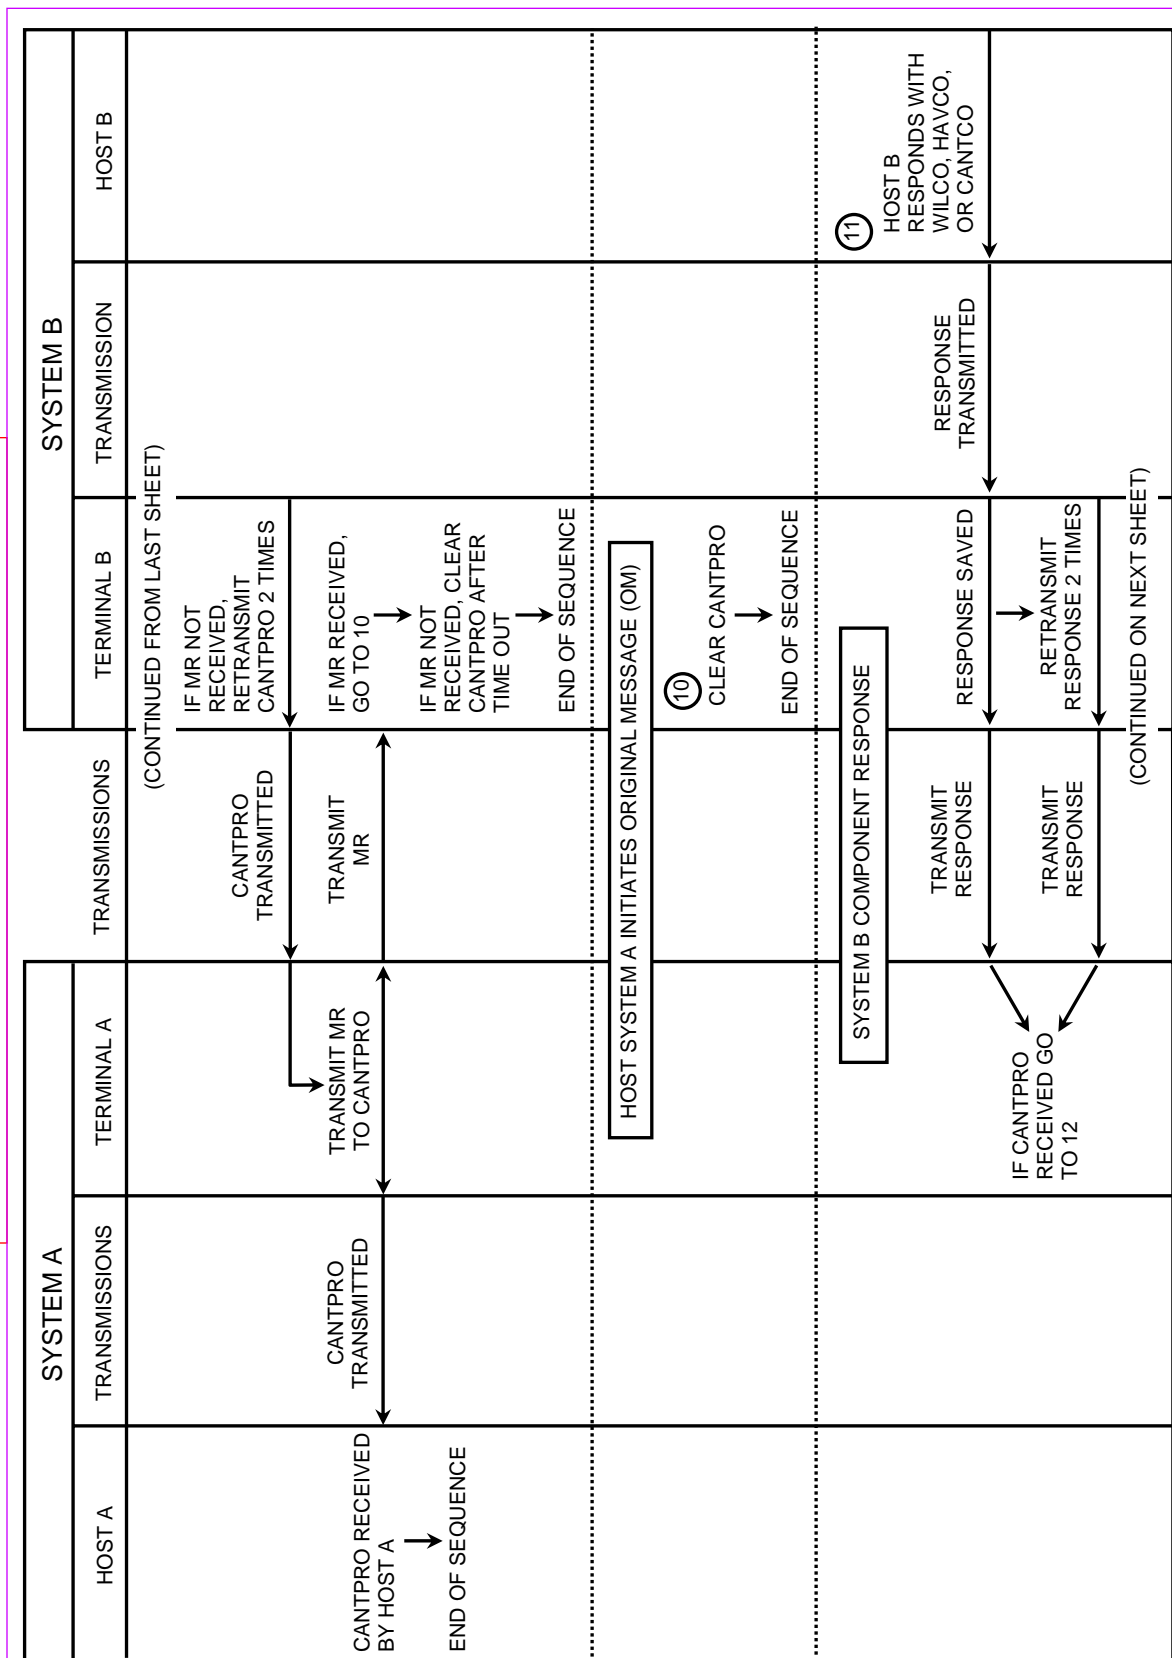 SYSTEM A
SYSTEM B
HOST A
TRANSMISSIONS
TERMINAL A
TRANSMISSIONS
TERMINAL B
TRANSMISSION
HOST B
(CONTINUED FROM LAST SHEET)
IF MR NOT
RECEIVED,
RETRANSMIT
CANTPRO 2 TIMES
CANTPRO
TRANSMITTED
TRANSMIT MR
TO CANTPRO
TRANSMIT
MR
IF MR RECEIVED,
GO TO 10
CANTPRO
TRANSMITTED
CANTPRO RECEIVED
BY HOST A
END OF SEQUENCE
IF MR NOT
RECEIVED, CLEAR
CANTPRO AFTER
TIME OUT
END OF SEQUENCE
HOST SYSTEM A INITIATES ORIGINAL MESSAGE (OM)
10
CLEAR CANTPRO
END OF SEQUENCE
SYSTEM B COMPONENT RESPONSE
11
HOST B
RESPONDS WITH
WILCO, HAVCO,
OR CANTCO
RESPONSE
TRANSMITTED
RESPONSE SAVED
TRANSMIT
RESPONSE
RETRANSMIT
RESPONSE 2 TIMES
TRANSMIT
RESPONSE
IF CANTPRO
RECEIVED GO
TO 12
(CONTINUED ON NEXT SHEET)